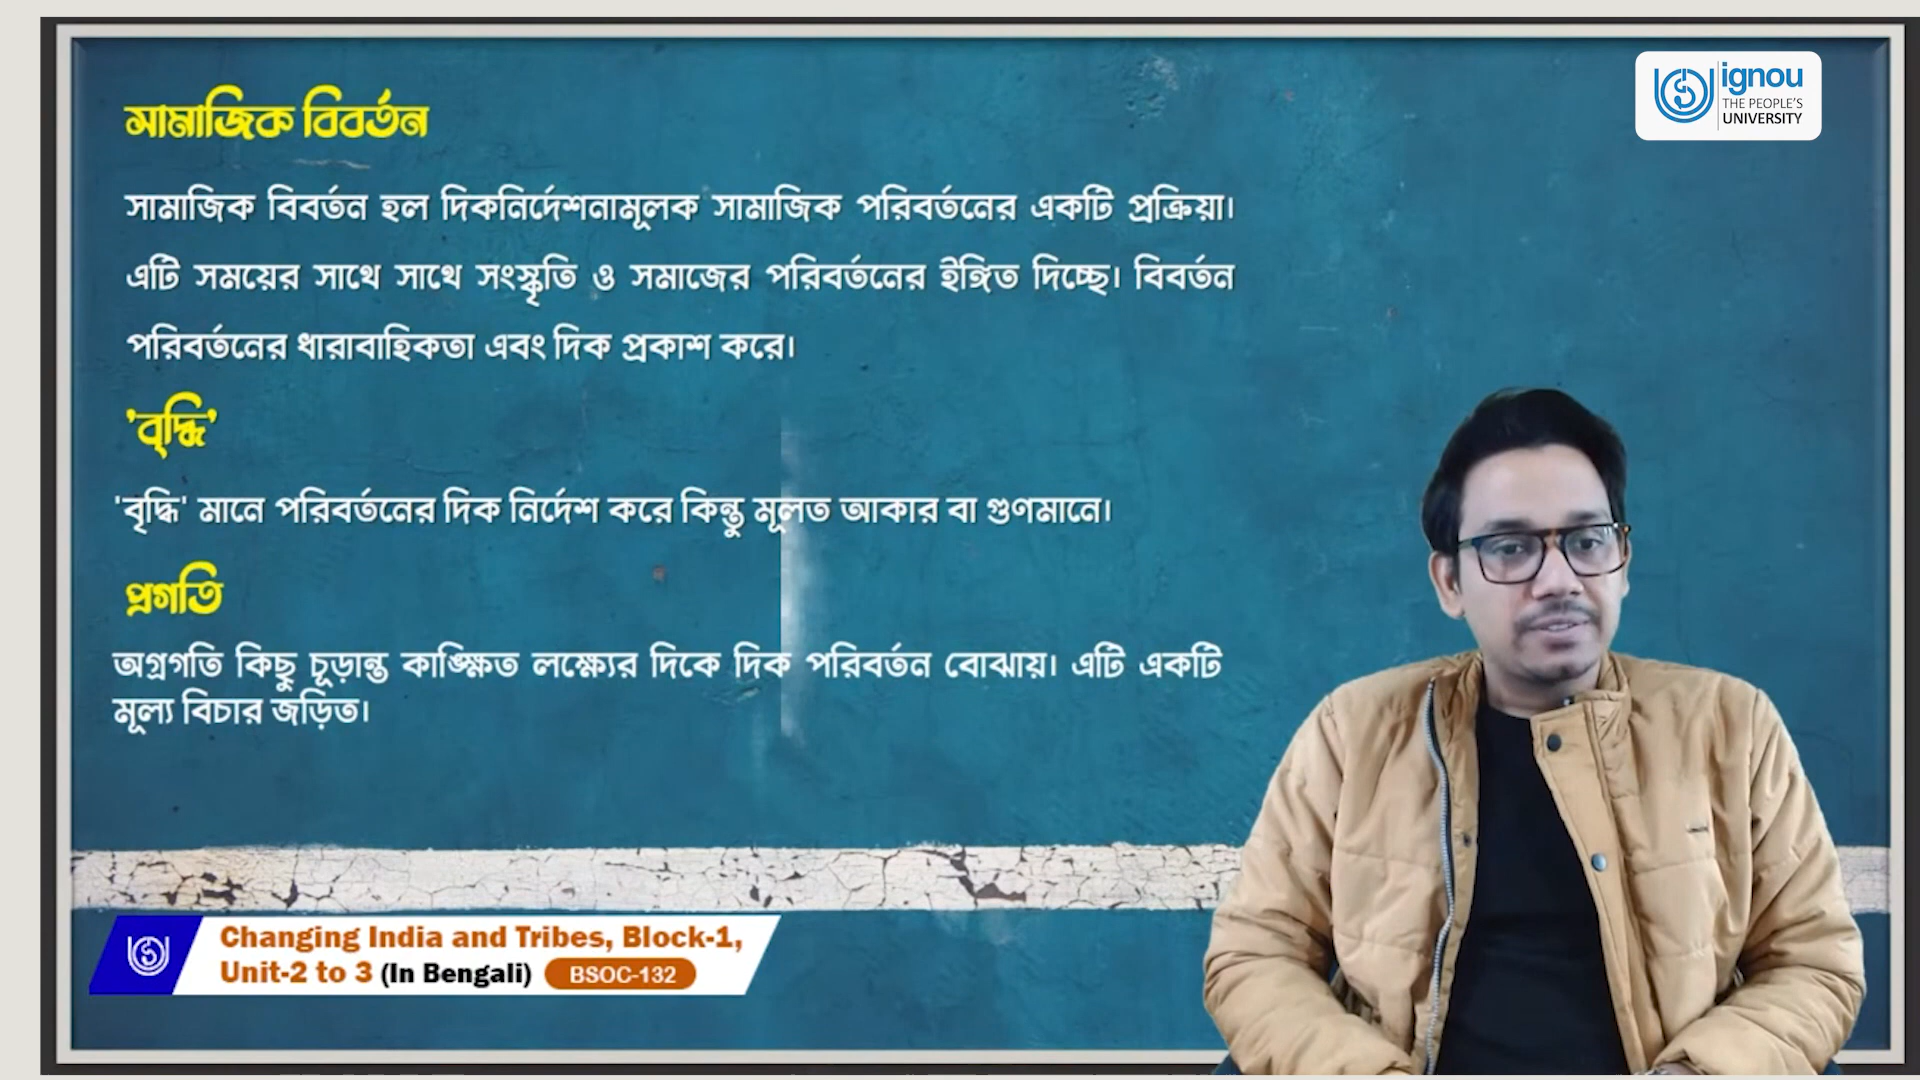 ignou
THE PEOPLE'S
UNIVERSITY
সামাজিক বিবর্তন
সামাজিক বিবর্তন হল দিকনির্দেশনামূলক সামাজিক পরিবর্তনের একটি প্রক্রিয়া।
এটি সময়ের সাথে সাথে সংস্কৃতি ও সমাজের পরিবর্তনের ইঙ্গিত দিচ্ছে। বিবর্তন
পরিবর্তনের ধারাবাহিকতা এবং দিক প্রকাশ করে।
'বৃদ্ধি'
'বৃদ্ধি' মানে পরিবর্তনের দিক নির্দেশ করে কিন্তু মূলত আকার বা গুণমানে।
প্রগতি
অগ্রগতি কিছু চূড়ান্ত কাঙ্ক্ষিত লক্ষ্যের দিকে দিক পরিবর্তন বোঝায়। এটি একটি
মূল্য বিচার জড়িত।
Changing India and Tribes, Block-1,
Unit-2 to 3 (In Bengali) BSOC-132